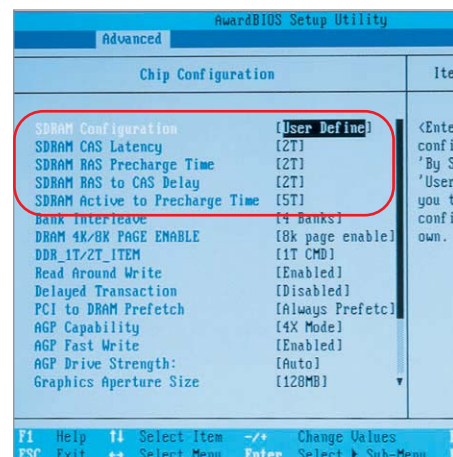 AwardBIOS Setup Utility
Advanced
Chip Configuration
Ite
SDRAM Configuration [User Define]
SDRAM CAS Latency [2T]
SDRAM RAS Precharge Time [2T]
SDRAM RAS to CAS Delay [2T]
SDRAM Active to Precharge Time [5T]
Bank Interleave [4 Banks]
DRAM 4K/8K PAGE ENABLE [8k page enable]
DDR_1T/2T_ITEM [1T CMD]
Read Around Write [Enabled]
Delayed Transaction [Disabled]
PCI to DRAM Prefetch [Always Prefetc]
AGP Capability [4X Mode]
AGP Fast Write [Enabled]
AGP Drive Strength: [Auto]
Graphics Aperture Size [128MB]
<Ente
confi
'By S
'User
you t
confi
own.
F1 Help ↑↓ Select Item -/+ Change Values
ESC Exit ↔ Select Menu Enter Select ▸ Sub-Menu